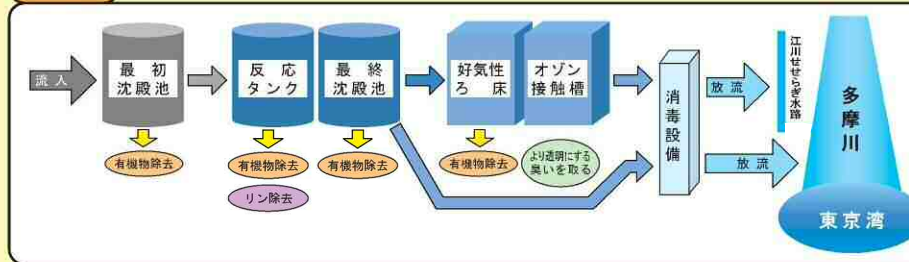 流入
最初
沈殿池
有機物除去
反応
タンク
有機物除去
リン除去
最終
沈殿池
有機物除去
好気性
ろ床
有機物除去
オゾン
接触槽
より透明にする
臭いを取る
消毒設備
放流
放流
江川せせらぎ水路
多摩川
東京湾